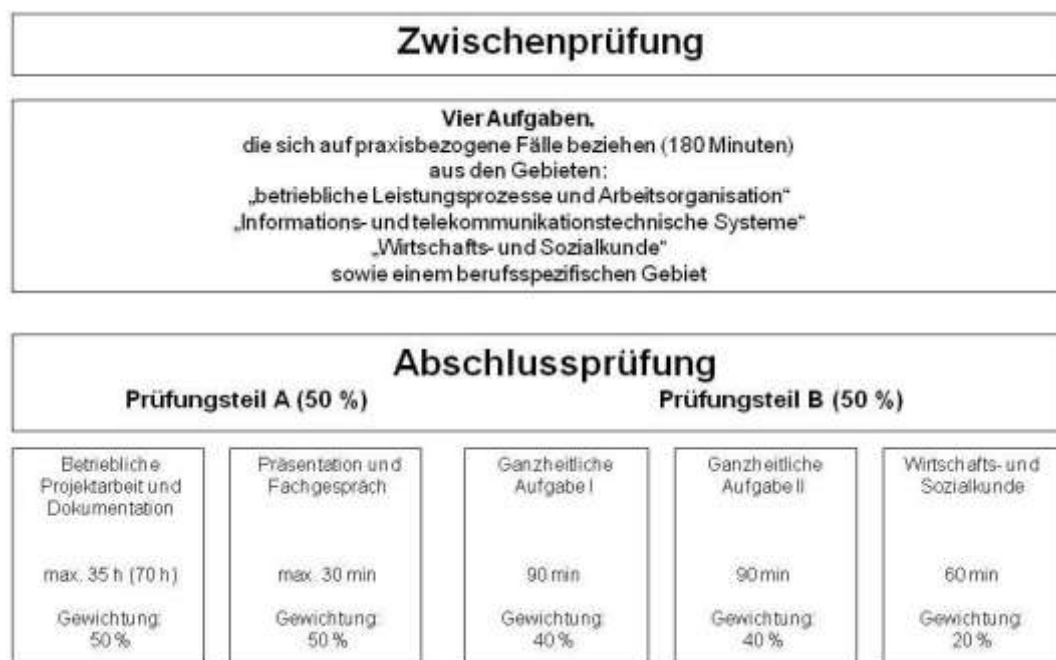 Zwischenprüfung
Vier Aufgaben,
die sich auf praxisbezogene Fälle beziehen (180 Minuten)
aus den Gebieten:
„betriebliche Leistungsprozesse und Arbeitsorganisation“
„Informations- und telekommunikationstechnische Systeme“
„Wirtschafts- und Sozialkunde“
sowie einem berufsspezifischen Gebiet
Abschlussprüfung
Prüfungsteil A (50 %)
Prüfungsteil B (50 %)
Betriebliche
Projektarbeit und
Dokumentation
max. 35 h (70 h)
Gewichtung:
50 %
Präsentation und
Fachgespräch
max. 30 min
Gewichtung:
50 %
Ganzheitliche
Aufgabe I
90 min
Gewichtung:
40 %
Ganzheitliche
Aufgabe II
90 min
Gewichtung:
40 %
Wirtschafts- und
Sozialkunde
60 min
Gewichtung:
20 %